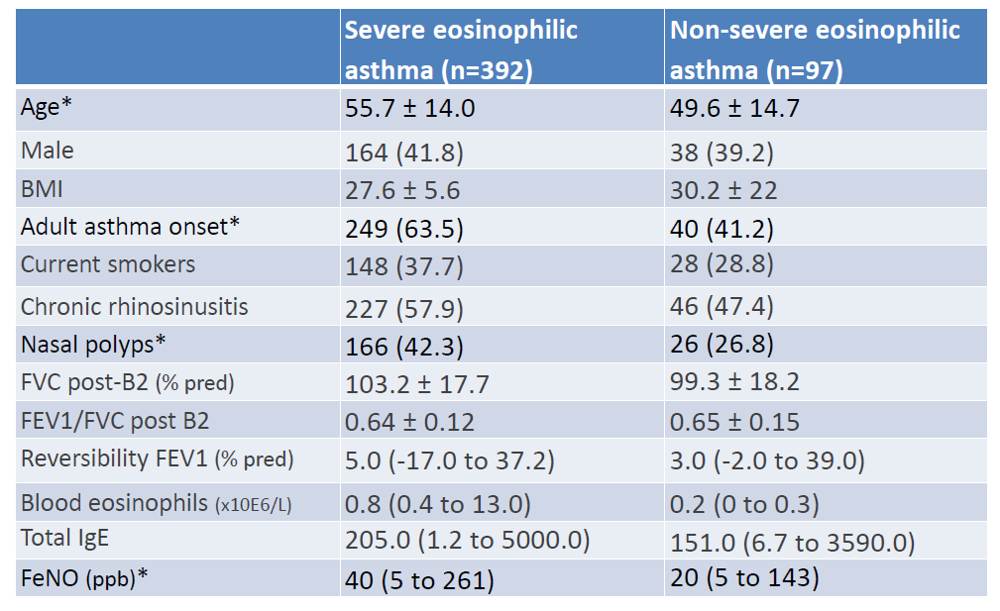 Severe eosinophilic asthma (n=392) Non-severe eosinophilic asthma (n=97)
Age* 55.7 ± 14.0 49.6 ± 14.7
Male 164 (41.8) 38 (39.2)
BMI 27.6 ± 5.6 30.2 ± 22
Adult asthma onset* 249 (63.5) 40 (41.2)
Current smokers 148 (37.7) 28 (28.8)
Chronic rhinosinusitis 227 (57.9) 46 (47.4)
Nasal polyps* 166 (42.3) 26 (26.8)
FVC post-B2 (% pred) 103.2 ± 17.7 99.3 ± 18.2
FEV1/FVC post B2 0.64 ± 0.12 0.65 ± 0.15
Reversibility FEV1 (% pred) 5.0 (-17.0 to 37.2) 3.0 (-2.0 to 39.0)
Blood eosinophils (x10E6/L) 0.8 (0.4 to 13.0) 0.2 (0 to 0.3)
Total IgE 205.0 (1.2 to 5000.0) 151.0 (6.7 to 3590.0)
FeNO (ppb)* 40 (5 to 261) 20 (5 to 143)